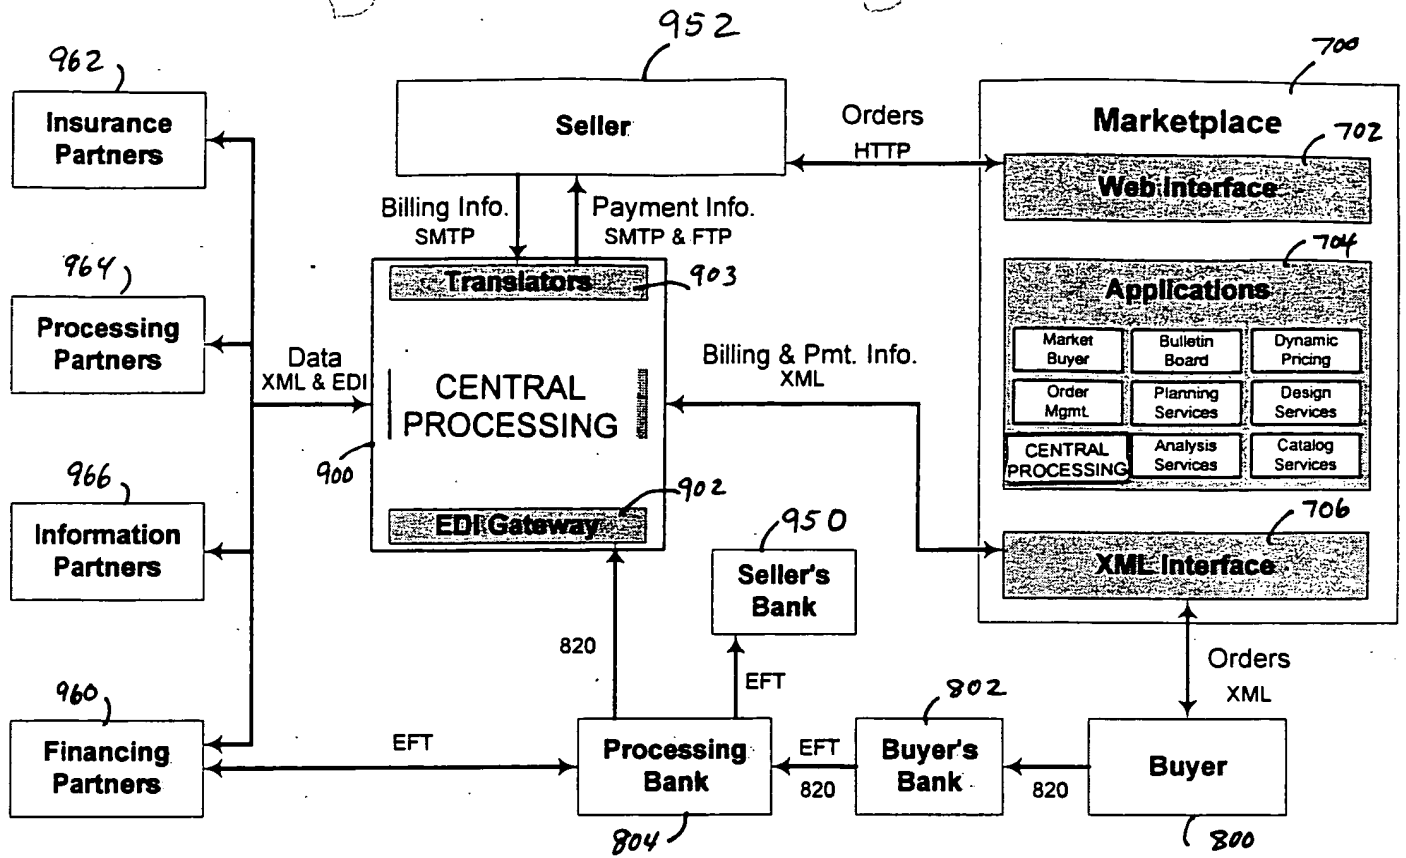 952
962
700
Insurance
Partners
Seller
Orders
HTTP
Marketplace
702
Web Interface
Billing Info.
SMTP
Payment Info.
SMTP & FTP
964
704
Translators
903
Applications
Processing
Partners
Market
Buyer
Bulletin
Board
Dynamic
Pricing
Data
XML & EDI
CENTRAL
PROCESSING
Billing & Pmt. Info.
XML
Order
Mgmt.
Planning
Services
Design
Services
CENTRAL
PROCESSING
Analysis
Services
Catalog
Services
900
966
902
EDI Gateway
950
706
Information
Partners
Seller's
Bank
XML Interface
820
EFT
Orders
XML
960
802
Financing
Partners
EFT
Processing
Bank
EFT
820
Buyer's
Bank
820
Buyer
804
800